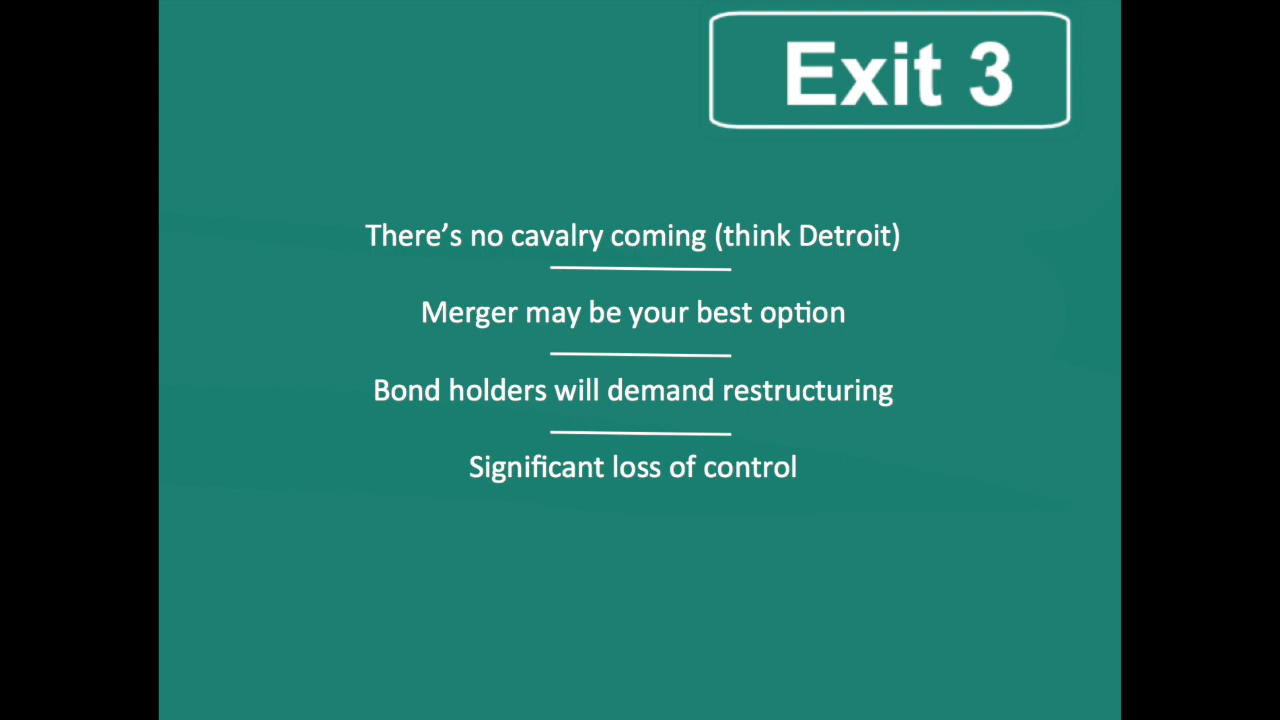 Exit 3
There’s no cavalry coming (think Detroit)
Merger may be your best option
Bond holders will demand restructuring
Significant loss of control